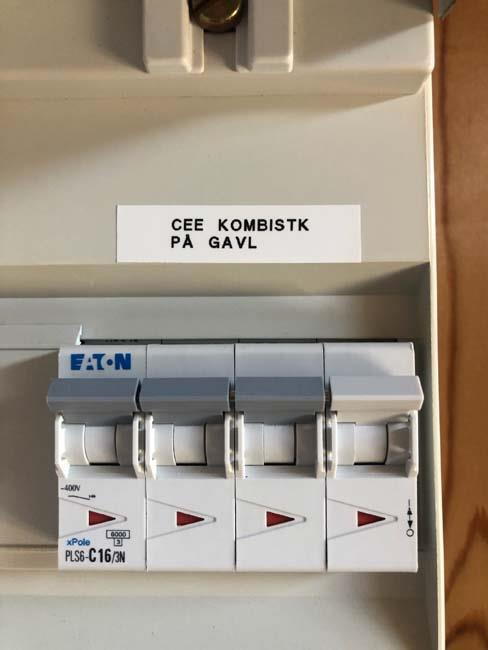 CEE KOMBISTK
PÅ GAVL
EATON
~400V
6000
3
xPole
PLS6-C16/3N